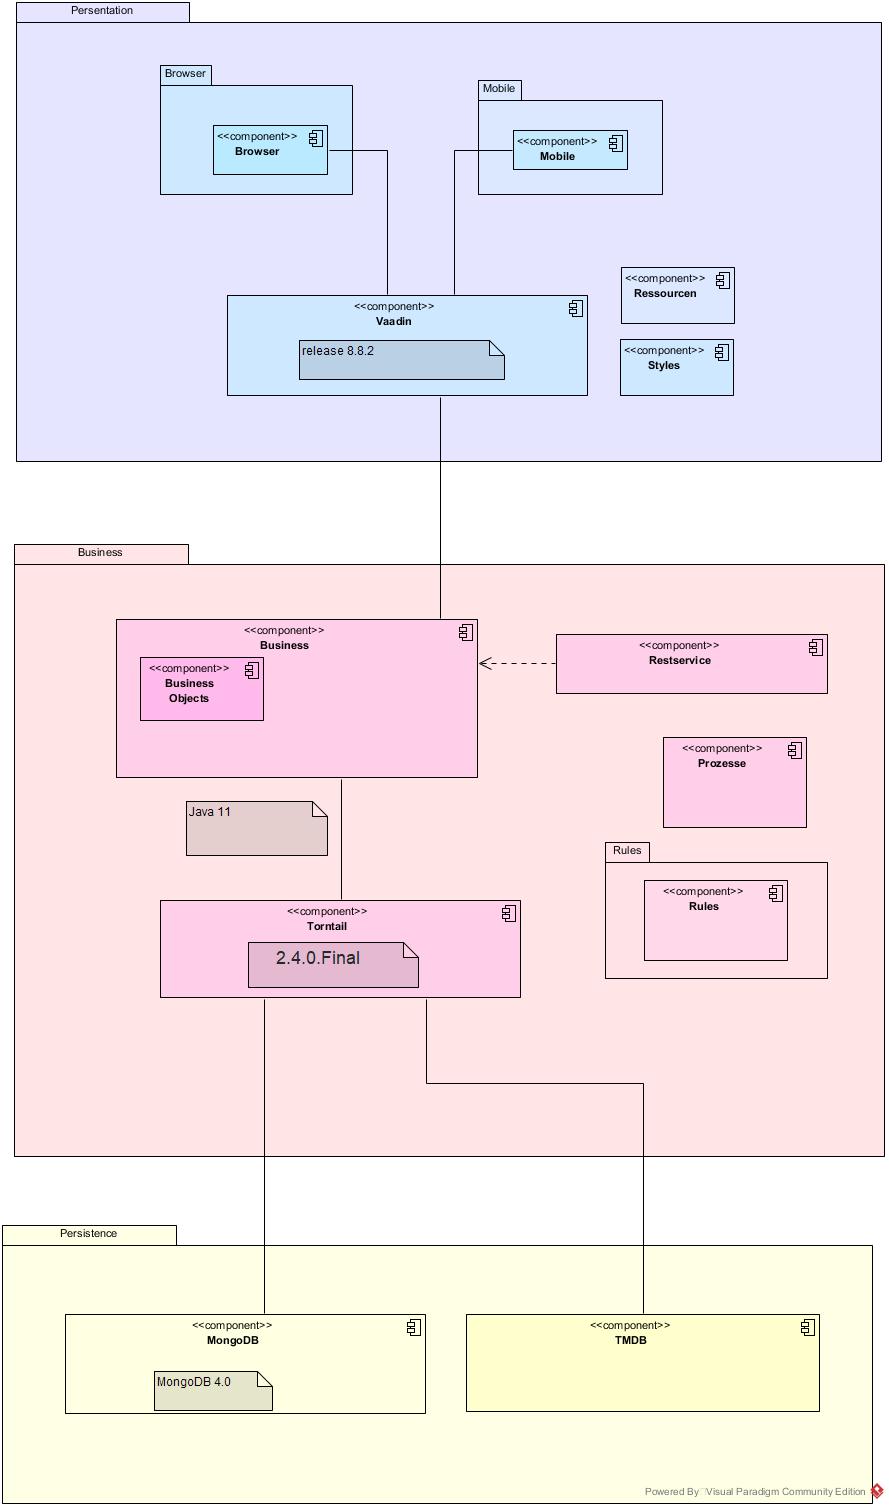 Persentation
Browser
<<component>>
Browser
Mobile
<<component>>
Mobile
<<component>>
Ressourcen
<<component>>
Vaadin
release 8.8.2
<<component>>
Styles
Business
<<component>>
Business
<<component>>
Business
Objects
<<component>>
Restservice
<<component>>
Prozesse
Java 11
Rules
<<component>>
Rules
<<component>>
Torntail
2.4.0.Final
Persistence
<<component>>
MongoDB
MongoDB 4.0
<<component>>
TMDB
Powered By Visual Paradigm Community Edition